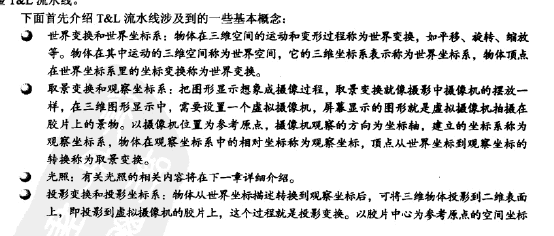 T&L 流水线。
下面首先介绍 T&L 流水线涉及到的一些基本概念:
世界变换和世界坐标系:物体在三维空间的运动和变形过程称为世界变换,如平移、旋转、缩放
等。物体在其中运动的三维空间称为世界空间,它的三维坐标系表示称为世界坐标系,物体顶点
在世界坐标系里的坐标变换称为世界变换。
取景变换和观察坐标系:把图形显示想象成摄像过程,取景变换就像摄影中摄像机的摆放一
样,在三维图形显示中,需要设置一个虚拟摄像机,屏幕显示的图形就是虚拟摄像机拍摄在
胶片上的景物。以摄像机位置为参考原点,摄像机观察的方向为坐标轴,建立的坐标系称为
观察坐标系,物体在观察坐标系中的相对坐标称为观察坐标,顶点从世界坐标到观察坐标的
转换称为取景变换。
光照:有关光照的相关内容将在下一章详细介绍。
投影变换和投影坐标系:物体从世界坐标描述转换到观察坐标后,可将三维物体投影到二维表面
上,即投影到虚拟摄像机的胶片上,这个过程就是投影变换。以胶片中心为参考原点的空间坐标